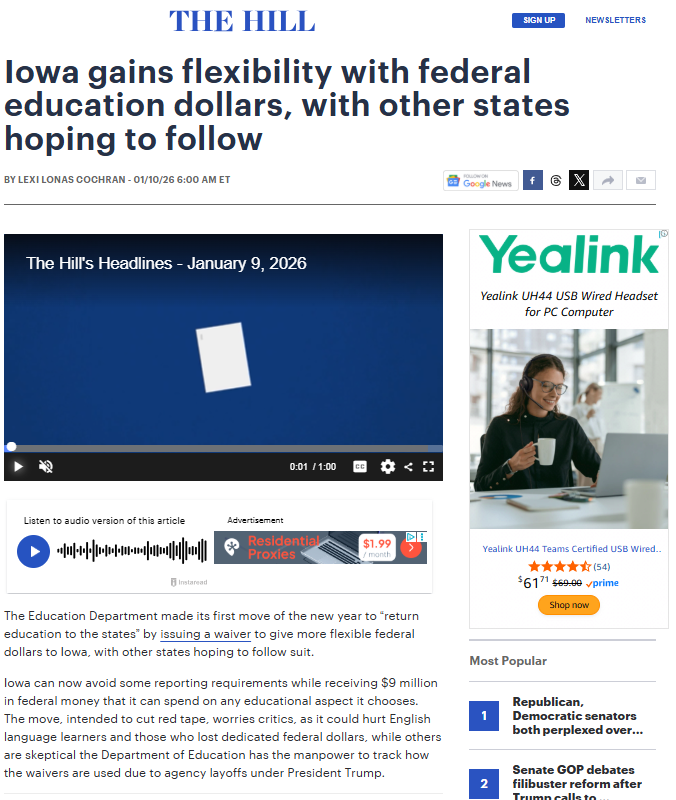 THE HILL
SIGN UP
NEWSLETTERS
Iowa gains flexibility with federal
education dollars, with other states
hoping to follow
BY LEXI LONAS COCHRAN - 01/10/26 6:00 AM ET
FOLLOW ON
Google News
The Hill's Headlines - January 9, 2026
0:01 / 1:00
CC
Listen to audio version of this article
Advertisement
Residential
Proxies
$1.99
/ month
Instaread
The Education Department made its first move of the new year to “return
education to the states” by issuing a waiver to give more flexible federal
dollars to Iowa, with other states hoping to follow suit.
Iowa can now avoid some reporting requirements while receiving $9 million
in federal money that it can spend on any educational aspect it chooses.
The move, intended to cut red tape, worries critics, as it could hurt English
language learners and those who lost dedicated federal dollars, while others
are skeptical the Department of Education has the manpower to track how
the waivers are used due to agency layoffs under President Trump.
Yealink
Yealink UH44 USB Wired Headset
for PC Computer
Yealink UH44 Teams Certified USB Wired..
(54)
$61.71 $69.00 prime
Shop now
Most Popular
1
Republican,
Democratic senators
both perplexed over...
2
Senate GOP debates
filibuster reform after
Trump calls to ...